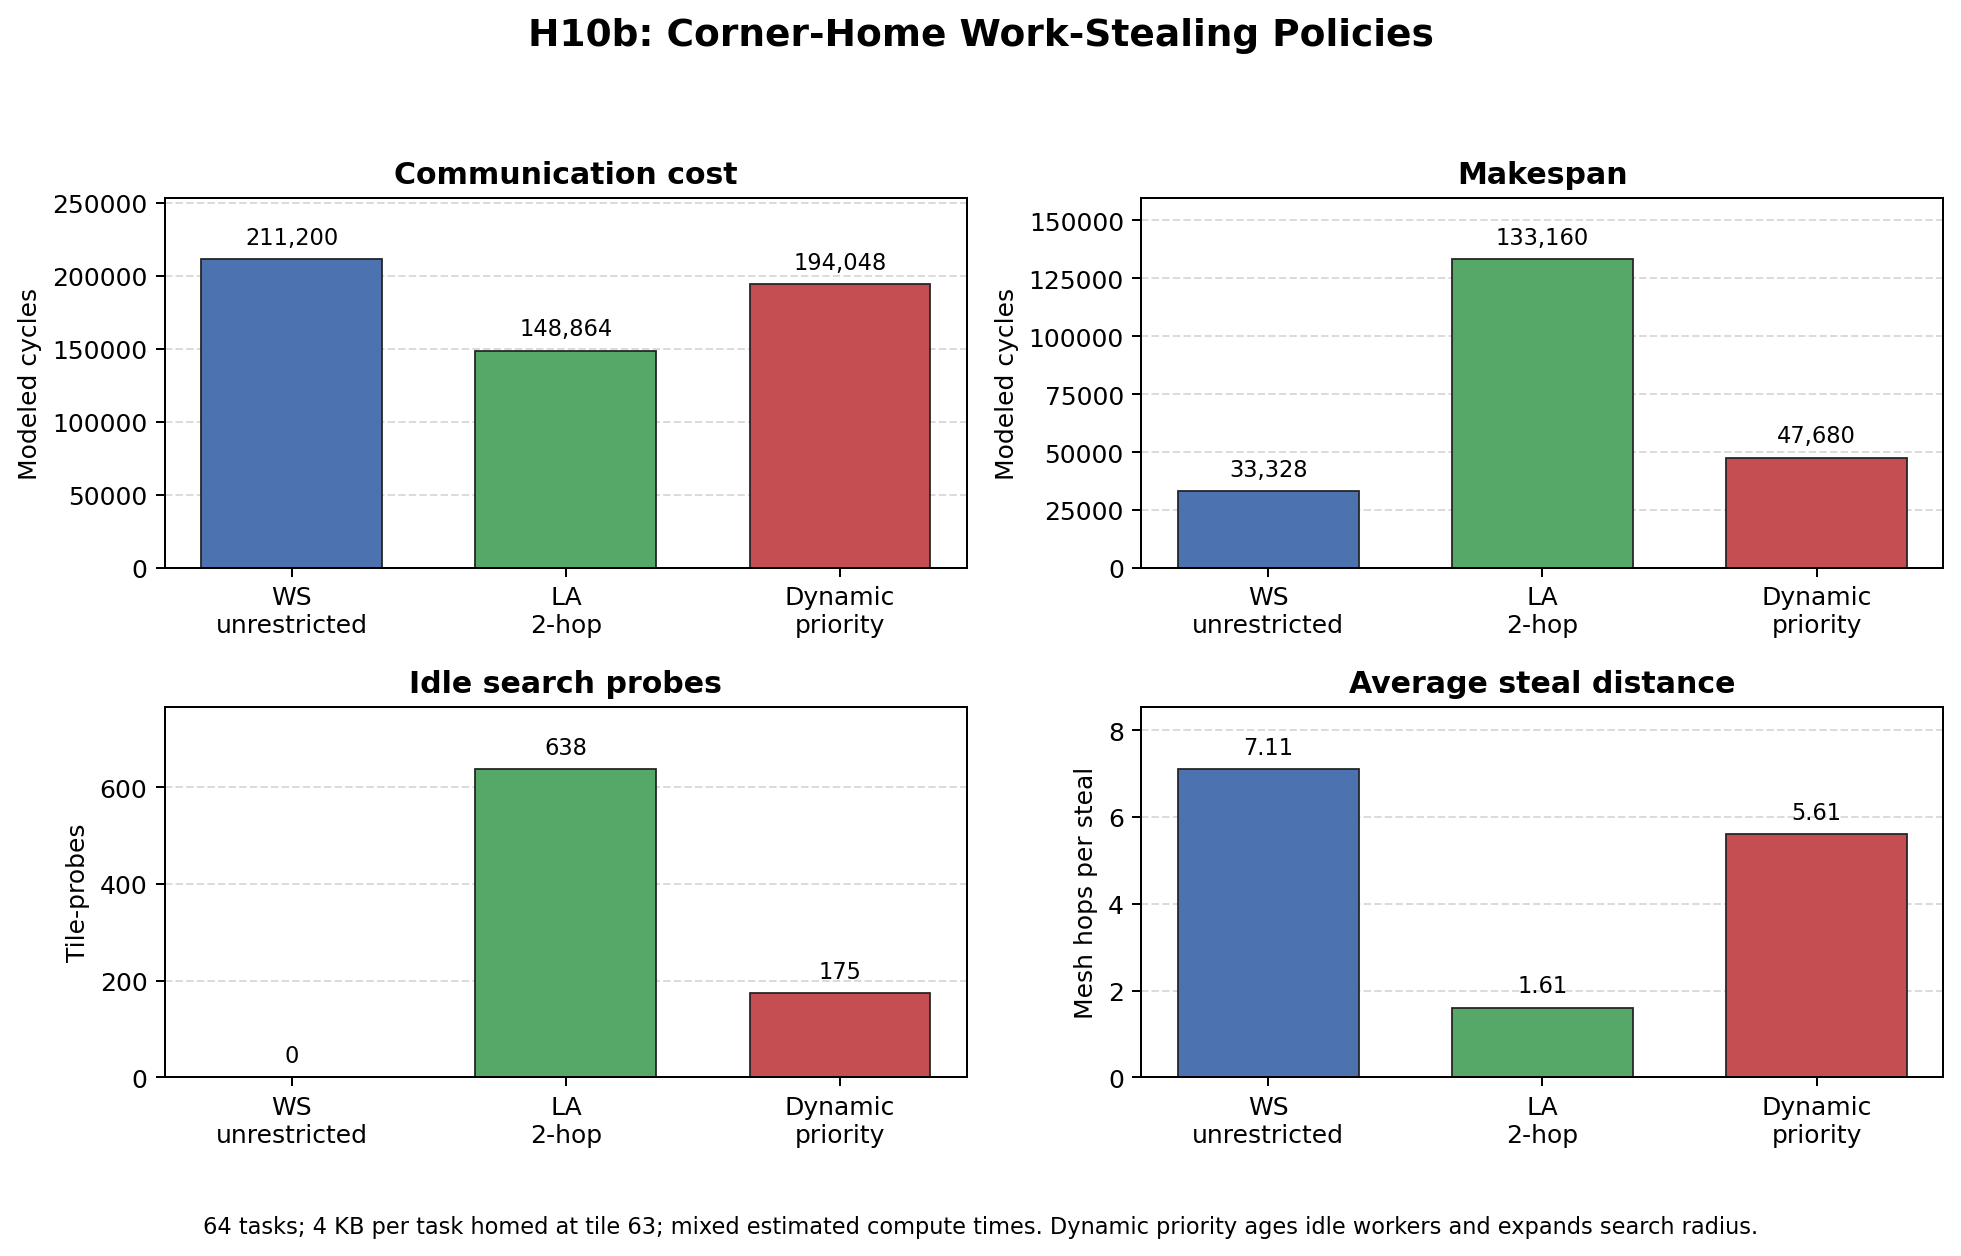 H10b: Corner-Home Work-Stealing Policies
Communication cost
Modeled cycles
250000
200000
150000
100000
50000
0
211,200
148,864
194,048
WS
unrestricted
LA
2-hop
Dynamic
priority
Makespan
Modeled cycles
150000
125000
100000
75000
50000
25000
0
33,328
133,160
47,680
WS
unrestricted
LA
2-hop
Dynamic
priority
Idle search probes
Tile-probes
600
400
200
0
0
638
175
WS
unrestricted
LA
2-hop
Dynamic
priority
Average steal distance
Mesh hops per steal
8
6
4
2
0
7.11
1.61
5.61
WS
unrestricted
LA
2-hop
Dynamic
priority
64 tasks; 4 KB per task homed at tile 63; mixed estimated compute times. Dynamic priority ages idle workers and expands search radius.